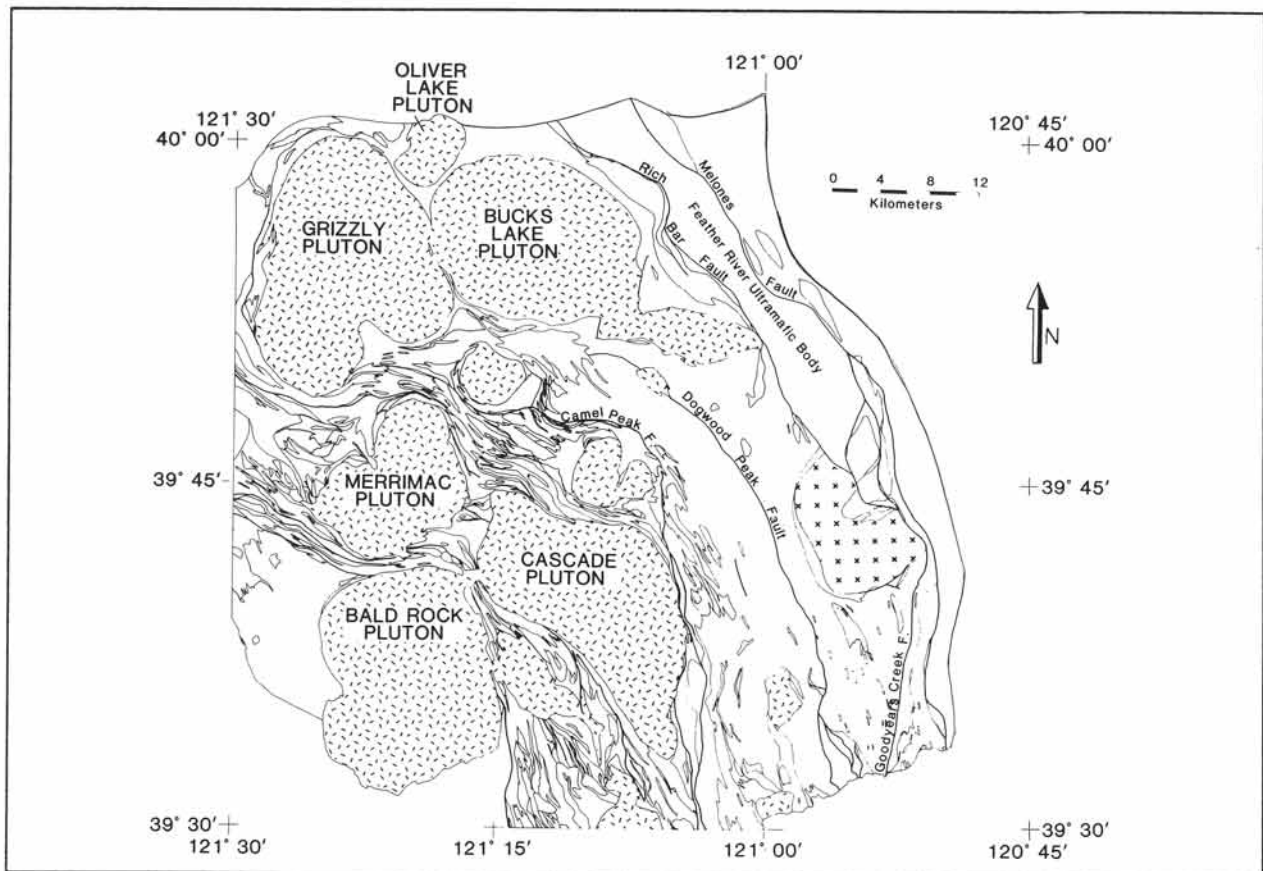 OLIVER
LAKE
PLUTON
121° 00′
121° 30′
40° 00′
120° 45′
40° 00′
0 4 8 12
Kilometers
Rich
Bar
Fault
Melones
Fault
Feather River Ultramafic Body
GRIZZLY
PLUTON
BUCKS
LAKE
PLUTON
N
Camel Peak F.
Dogwood Peak Fault
39° 45′
39° 45′
MERRIMAC
PLUTON
CASCADE
PLUTON
BALD ROCK
PLUTON
Goodyears Creek F.
39° 30′
121° 30′
121° 15′
121° 00′
39° 30′
120° 45′